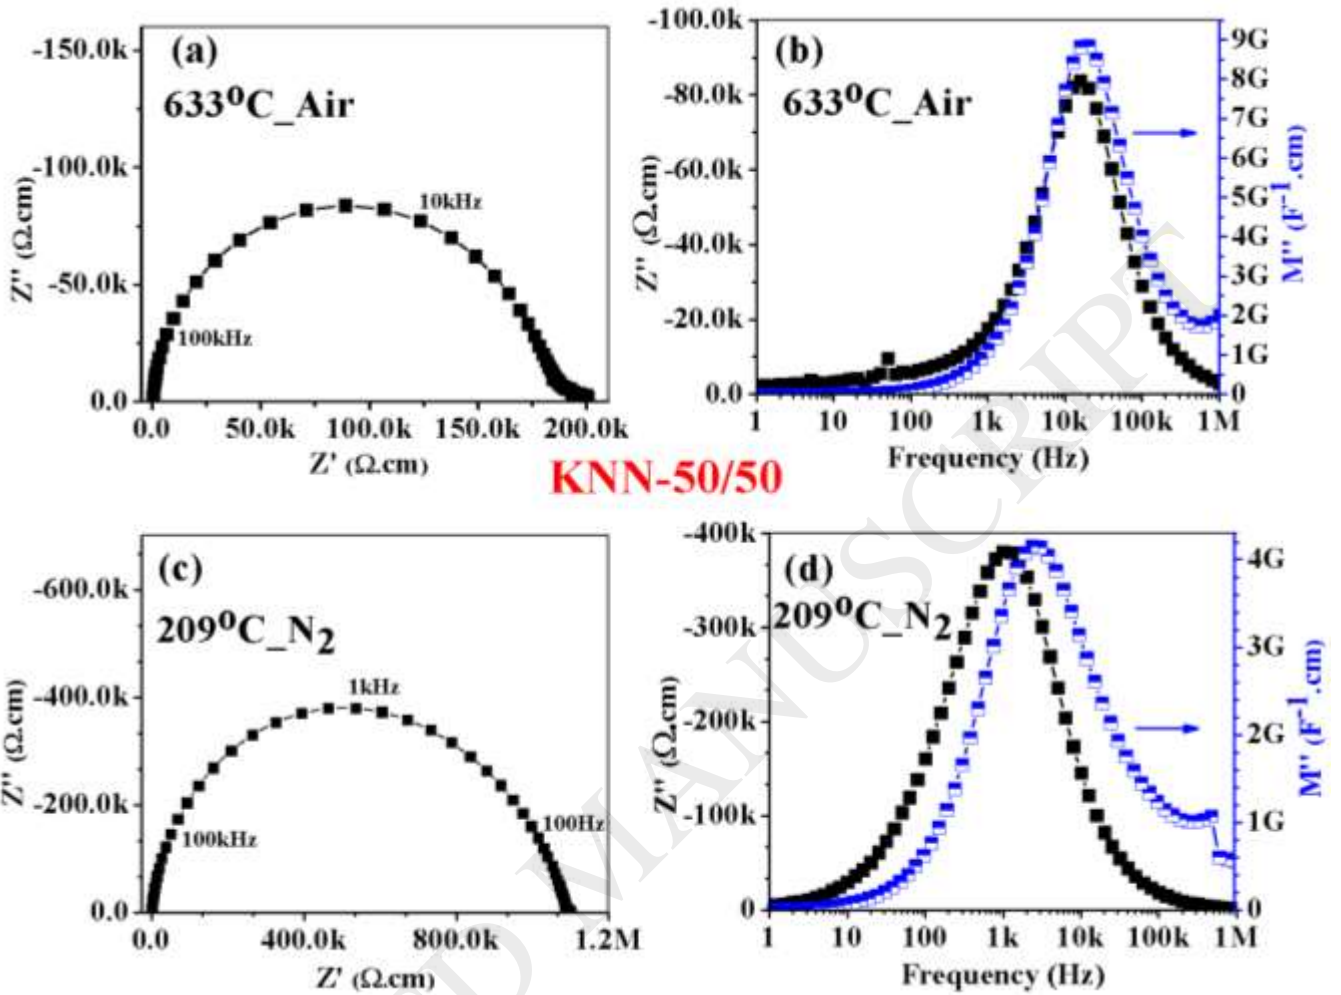 (a)
633°C_Air
-150.0k
-100.0k
-50.0k
0.0
Z'' (Ω.cm)
10kHz
100kHz
0.0 50.0k 100.0k 150.0k 200.0k
Z' (Ω.cm)
(b)
633°C_Air
-100.0k
-80.0k
-60.0k
-40.0k
-20.0k
0.0
Z'' (Ω.cm)
9G
8G
7G
6G
5G
4G
3G
2G
1G
0
M'' (F⁻¹.cm)
1 10 100 1k 10k 100k 1M
Frequency (Hz)
KNN-50/50
(c)
209°C_N₂
-600.0k
-400.0k
-200.0k
0.0
Z'' (Ω.cm)
1kHz
100kHz
100Hz
0.0 400.0k 800.0k 1.2M
Z' (Ω.cm)
(d)
209°C_N₂
-400k
-300k
-200k
-100k
0
Z'' (Ω.cm)
4G
3G
2G
1G
0
M'' (F⁻¹.cm)
1 10 100 1k 10k 100k 1M
Frequency (Hz)
D MANUSCRIPT